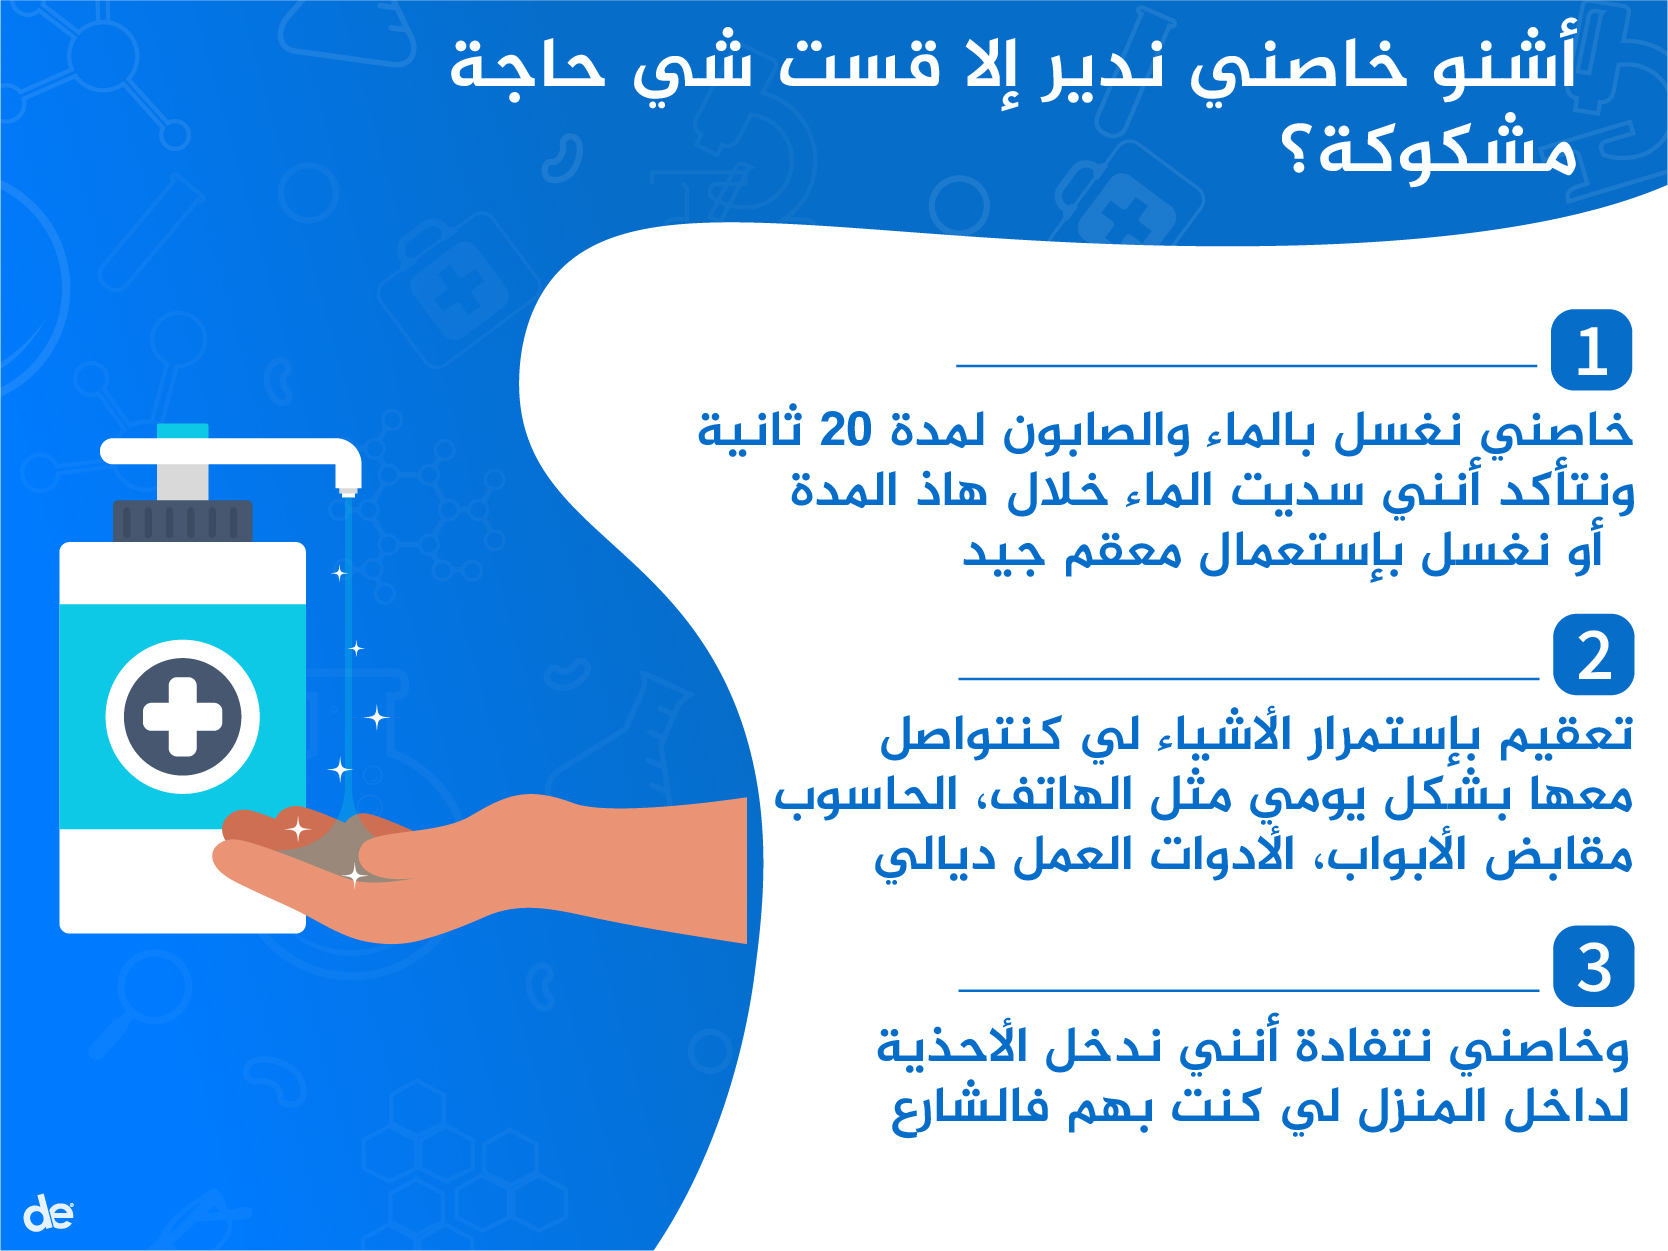 أشنو خاصني ندير إلا قست شي حاجة
مشكوكة؟
1
خاصني نغسل بالماء والصابون لمدة 20 ثانية
ونتأكد أنني سديت الماء خلال هاذ المدة
أو نغسل بإستعمال معقم جيد
2
تعقيم بإستمرار الأشياء لي كنتواصل
معها بشكل يومي مثل الهاتف، الحاسوب
مقابض الأبواب، الأدوات العمل ديالي
3
وخاصني نتفادة أنني ندخل الأحذية
لداخل المنزل لي كنت بهم فالشارع
de